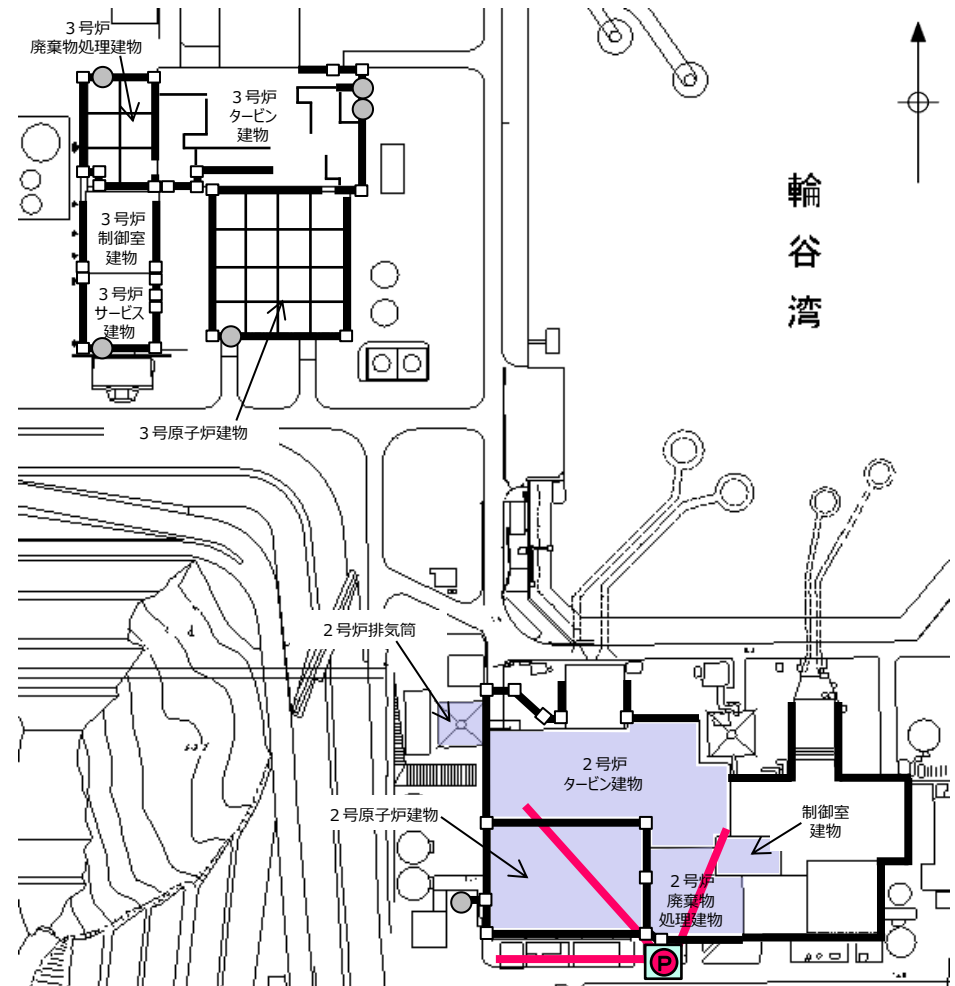 ３号炉
廃棄物処理建物
３号炉
タービン
建物
３号炉
制御室
建物
３号炉
サービス
建物
３号原子炉建物
輪
谷
湾
２号炉排気筒
２号炉
タービン建物
２号原子炉建物
制御室
建物
２号炉
廃棄物
処理建物
P